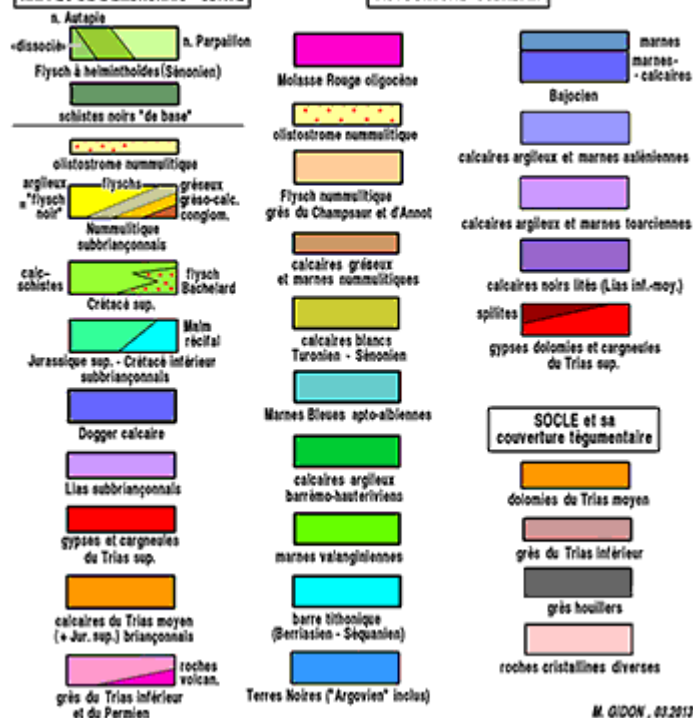 n. Autapie
«dissocié»
n. Parpaillon
Flysch à helminthoïdes (Sénonien)
schistes noirs "de base"
olistostrome nummulitique
argileux
= "flysch
noir"
flyschs
gréseux
gréso-calc.
conglom.
Nummulitique
subbriançonnais
calc-
schistes
flysch
Bachelard
Crétacé sup.
Malm
récifal
Jurassique sup. - Crétacé inférieur
subbriançonnais
Dogger calcaire
Lias subbriançonnais
gypses et cargneules
du Trias sup.
calcaires du Trias moyen
(+ Jur. sup.) briançonnais
roches
volcan.
grès du Trias inférieur
et du Permien
Molasse Rouge oligocène
olistostrome nummulitique
Flysch nummulitique
grès du Champsaur et d'Annot
calcaires gréseux
et marnes nummulitiques
calcaires blancs
Turonien - Sénonien
Marnes Bleues apto-albiennes
calcaires argileux
barrémo-hauteriviens
marnes valanginiennes
barre tithonique
(Berriasien - Séquanien)
Terres Noires ("Argovien" inclus)
marnes
marnes-
-calcaires
Bajocien
calcaires argileux et marnes aaléniennes
calcaires argileux et marnes toarciennes
calcaires noirs lités (Lias inf.-moy.)
spilites
gypses dolomies et cargneules
du Trias sup.
SOCLE et sa
couverture tégumentaire
dolomies du Trias moyen
grès du Trias inférieur
grès houillers
roches cristallines diverses
M. GIDON , 03.2013